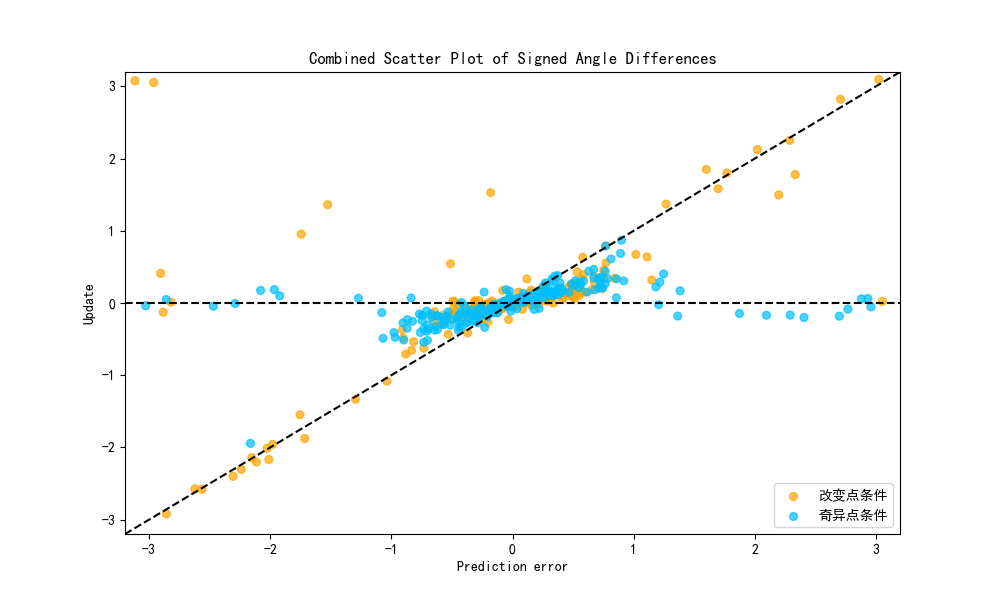 Combined Scatter Plot of Signed Angle Differences
3
2
1
0
−1
−2
−3
Update
−3
−2
−1
0
1
2
3
Prediction error
改变点条件
奇异点条件